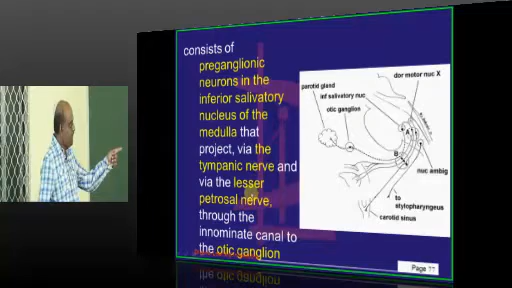 consists of
preganglionic
neurons in the
inferior salivatory
nucleus of the
medulla that
project, via the
tympanic nerve and
via the lesser
petrosal nerve,
through the
innominate canal to
the otic ganglion
dor motor nuc X
parotid gland
inf salivatory nuc
otic ganglion
A
B
nuc ambig
to
stylopharyngeus
carotid sinus
Page